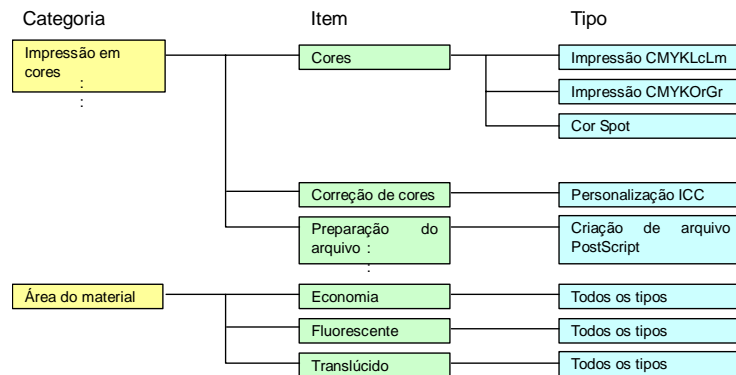 Categoria Item Tipo
Impressão em Cores Impressão CMYKLcLm
cores
:
:
Impressão CMYKOrGr
Cor Spot
Correção de cores Personalização ICC
Preparação do Criação de arquivo
arquivo : PostScript
:
Área do material Economia Todos os tipos
Fluorescente Todos os tipos
Translúcido Todos os tipos